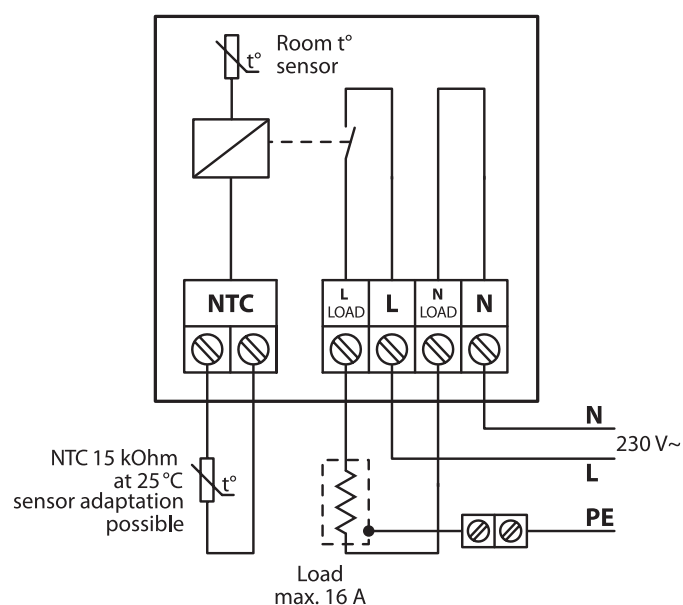 Room t°
sensor
t°
NTC
L
LOAD
L
N
LOAD
N
N
230 V~
L
PE
NTC 15 kOhm
at 25 °C
sensor adaptation
possible
t°
Load
max. 16 A